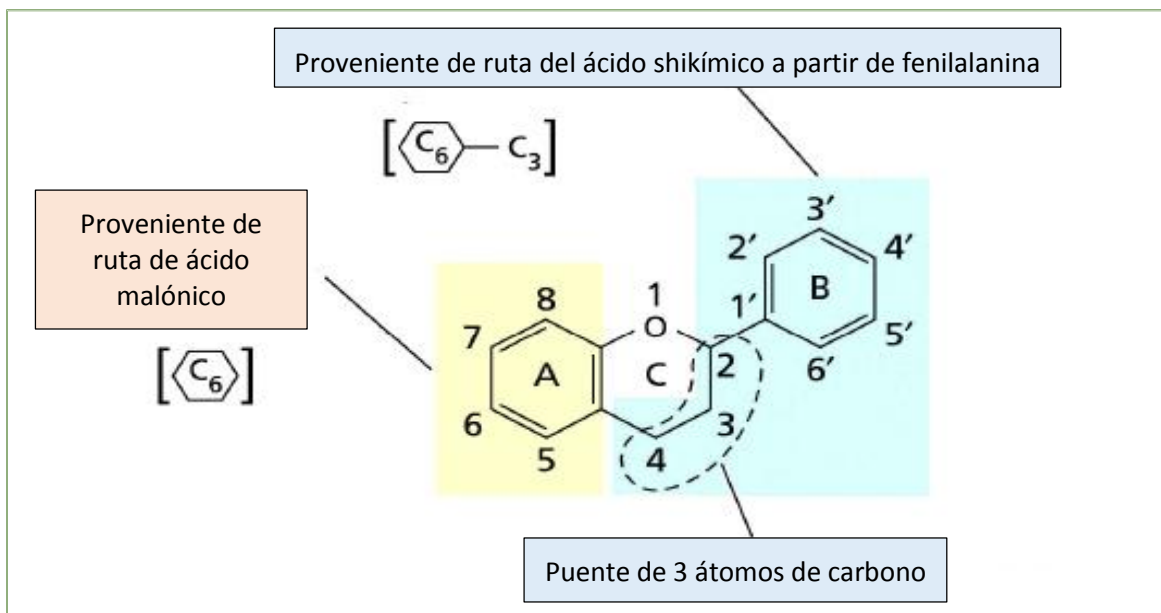 Proveniente de ruta del ácido shikímico a partir de fenilalanina
[C6 — C3]
Proveniente de
ruta de ácido
malónico
[C6]
3′
2′ 4′
B
8 1 1′
7 O 5′
A C 2 6′
6 3
5 4
Puente de 3 átomos de carbono